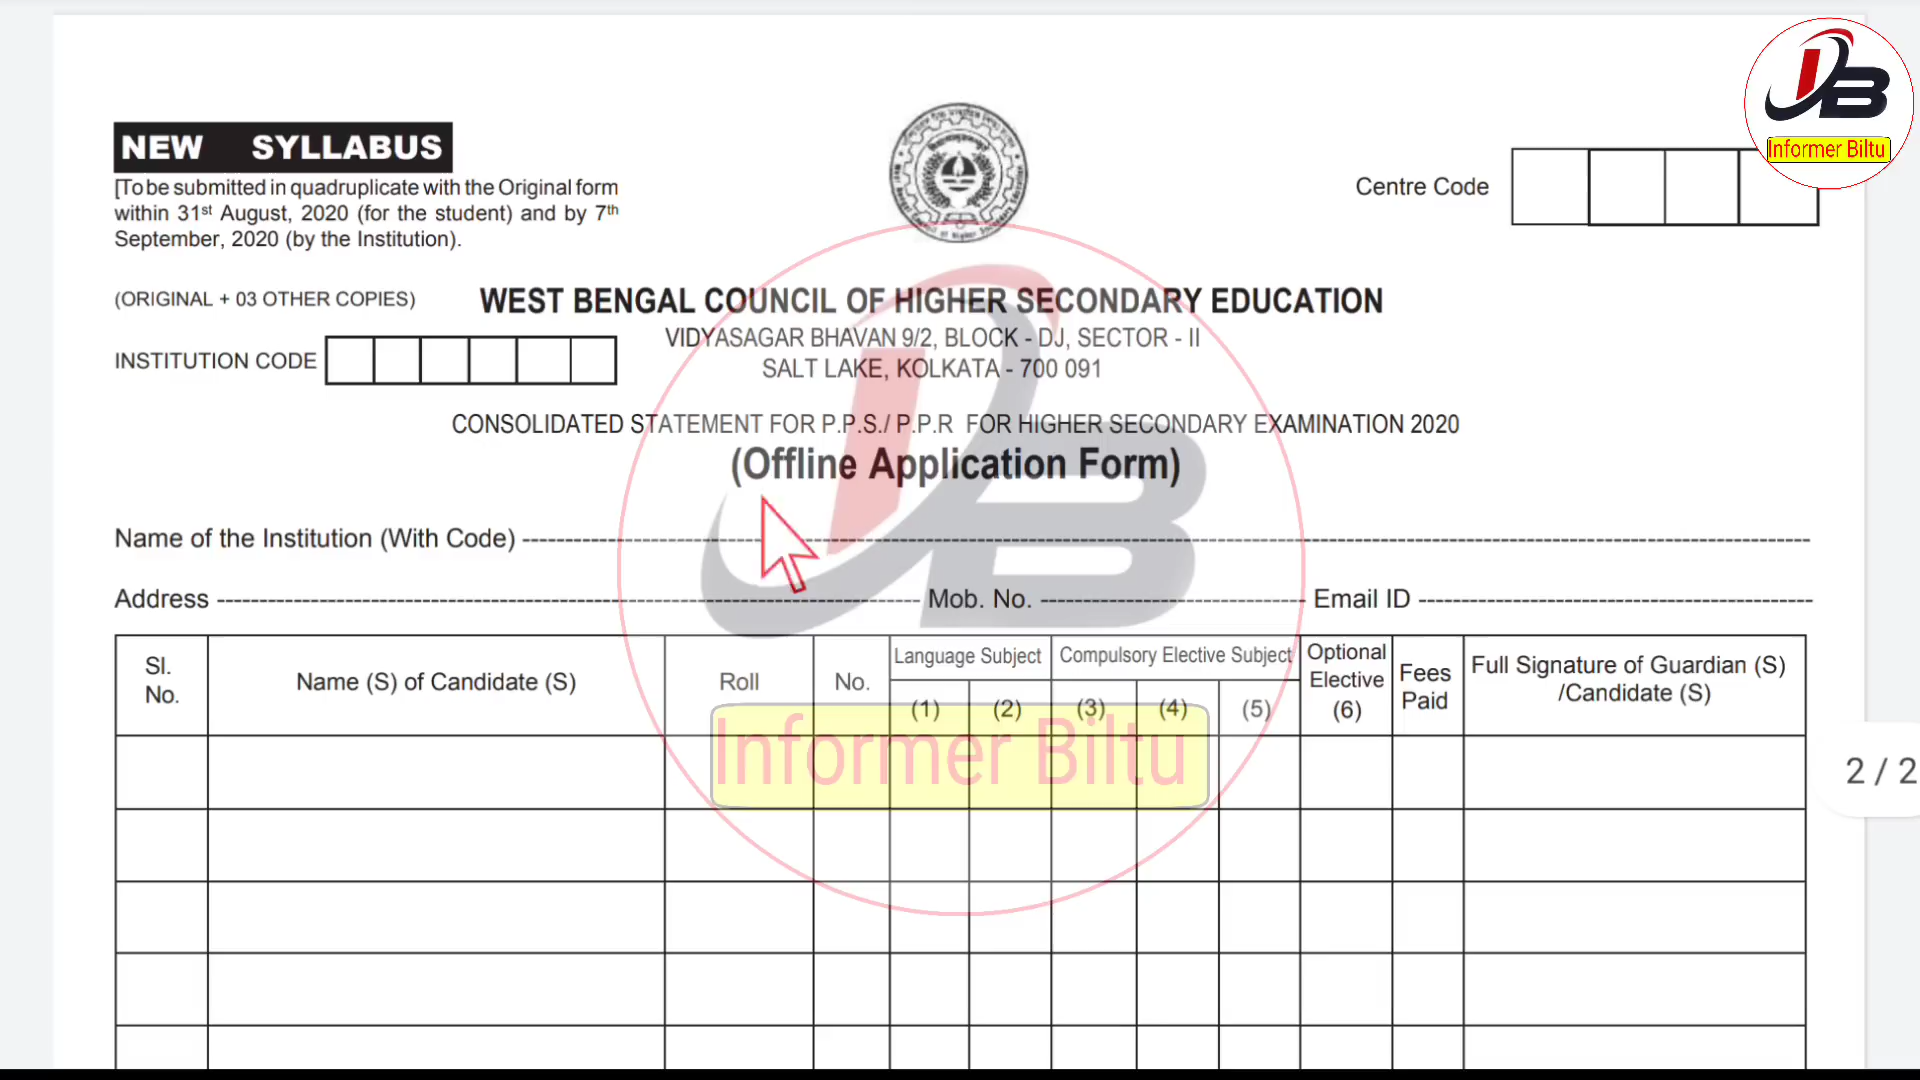 NEW SYLLABUS
[To be submitted in quadruplicate with the Original form
within 31st August, 2020 (for the student) and by 7th
September, 2020 (by the Institution).
Centre Code
Informer Biltu
(ORIGINAL + 03 OTHER COPIES)
WEST BENGAL COUNCIL OF HIGHER SECONDARY EDUCATION
VIDYASAGAR BHAVAN 9/2, BLOCK - DJ, SECTOR - II
SALT LAKE, KOLKATA - 700 091
INSTITUTION CODE
CONSOLIDATED STATEMENT FOR P.P.S./ P.P.R FOR HIGHER SECONDARY EXAMINATION 2020
(Offline Application Form)
Name of the Institution (With Code)
Address Mob. No. Email ID
Sl. No.
Name (S) of Candidate (S)
Roll
No.
Language Subject
(1) (2)
Compulsory Elective Subject
(3) (4) (5)
Optional
Elective
(6)
Fees
Paid
Full Signature of Guardian (S)
/Candidate (S)
Informer Biltu
2 / 2